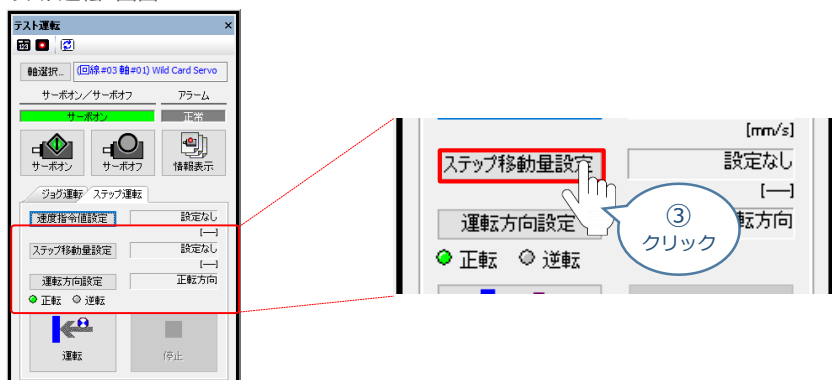 テスト運転 ×
軸選択... (回線#03 軸#01) Wild Card Servo
サーボオン/サーボオフ アラーム
サーボオン 正常
サーボオン サーボオフ 情報表示
ジョグ運転 ステップ運転
速度指令値設定 設定なし
[—]
ステップ移動量設定 設定なし
[—]
運転方向設定 正転方向
正転 逆転
運転 停止
[mm/s]
ステップ移動量設定 設定なし
[—]
運転方向設定 転方向
正転 逆転
③
クリック